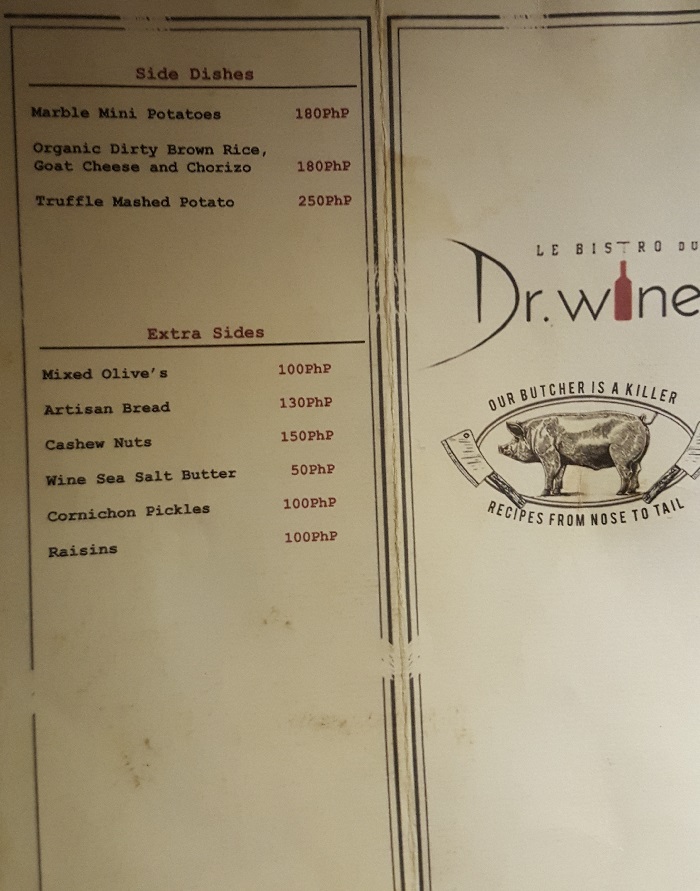 Side Dishes
Marble Mini Potatoes 180PhP
Organic Dirty Brown Rice,
Goat Cheese and Chorizo 180PhP
Truffle Mashed Potato 250PhP
Extra Sides
Mixed Olive's 100PhP
Artisan Bread 130PhP
Cashew Nuts 150PhP
Wine Sea Salt Butter 50PhP
Cornichon Pickles 100PhP
Raisins 100PhP
LE BISTRO DU
Dr.wine
OUR BUTCHER IS A KILLER
RECIPES FROM NOSE TO TAIL